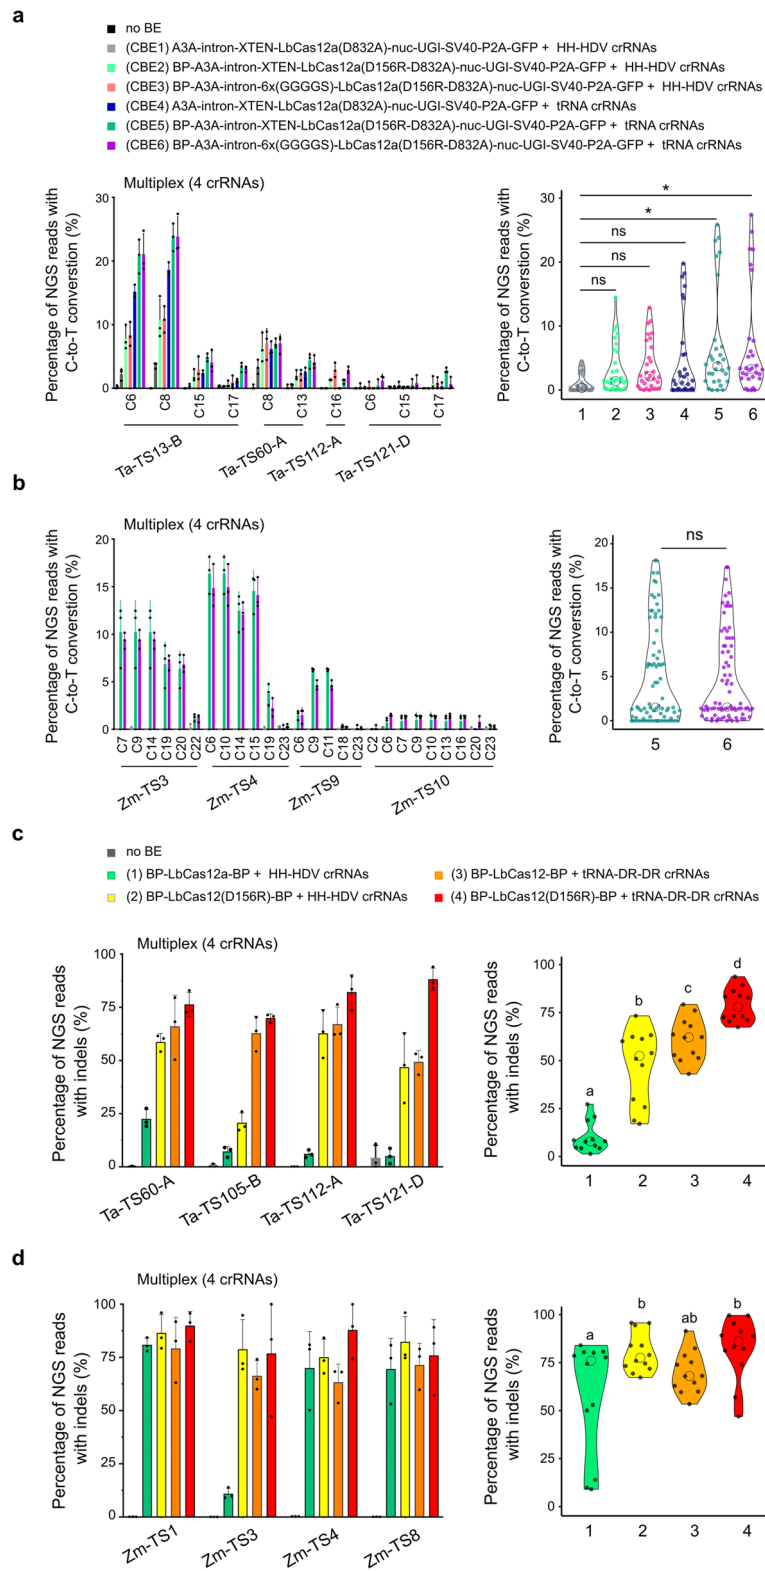 a
no BE
(CBE1) A3A-intron-XTEN-LbCas12a(D832A)-nuc-UGI-SV40-P2A-GFP + HH-HDV crRNAs
(CBE2) BP-A3A-intron-XTEN-LbCas12a(D156R-D832A)-nuc-UGI-SV40-P2A-GFP + HH-HDV crRNAs
(CBE3) BP-A3A-intron-6x(GGGGS)-LbCas12a(D156R-D832A)-nuc-UGI-SV40-P2A-GFP + HH-HDV crRNAs
(CBE4) A3A-intron-XTEN-LbCas12a(D832A)-nuc-UGI-SV40-P2A-GFP + tRNA crRNAs
(CBE5) BP-A3A-intron-XTEN-LbCas12a(D156R-D832A)-nuc-UGI-SV40-P2A-GFP + tRNA crRNAs
(CBE6) BP-A3A-intron-6x(GGGGS)-LbCas12a(D156R-D832A)-nuc-UGI-SV40-P2A-GFP + tRNA crRNAs
Multiplex (4 crRNAs)
Percentage of NGS reads with
C-to-T converstion (%)
30
20
10
0
C6
C8
C15
C17
C8
C13
C16
C6
C15
C17
Ta-TS13-B
Ta-TS60-A
Ta-TS112-A
Ta-TS121-D
Percentage of NGS reads with
C-to-T converstion (%)
30
20
10
0
*
*
ns
ns
ns
1 2 3 4 5 6
b
Multiplex (4 crRNAs)
Percentage of NGS reads with
C-to-T converstion (%)
20
15
10
5
0
C7
C9
C14
C19
C20
C22
C8
C10
C14
C15
C19
C23
C6
C9
C11
C18
C23
C2
C6
C7
C9
C10
C13
C16
C20
C23
Zm-TS3
Zm-TS4
Zm-TS9
Zm-TS10
Percentage of NGS reads with
C-to-T converstion (%)
20
15
10
5
0
ns
5 6
c
no BE
(1) BP-LbCas12a-BP + HH-HDV crRNAs
(2) BP-LbCas12(D156R)-BP + HH-HDV crRNAs
(3) BP-LbCas12-BP + tRNA-DR-DR crRNAs
(4) BP-LbCas12(D156R)-BP + tRNA-DR-DR crRNAs
Multiplex (4 crRNAs)
Percentage of NGS reads
with indels (%)
100
75
50
25
0
Ta-TS60-A
Ta-TS105-B
Ta-TS112-A
Ta-TS121-D
Percentage of NGS reads
with indels (%)
100
75
50
25
0
a
b
c
d
1 2 3 4
d
Multiplex (4 crRNAs)
Percentage of NGS reads
with indels (%)
100
75
50
25
0
Zm-TS1
Zm-TS3
Zm-TS4
Zm-TS8
Percentage of NGS reads
with indels (%)
100
75
50
25
0
a
b
ab
b
1 2 3 4